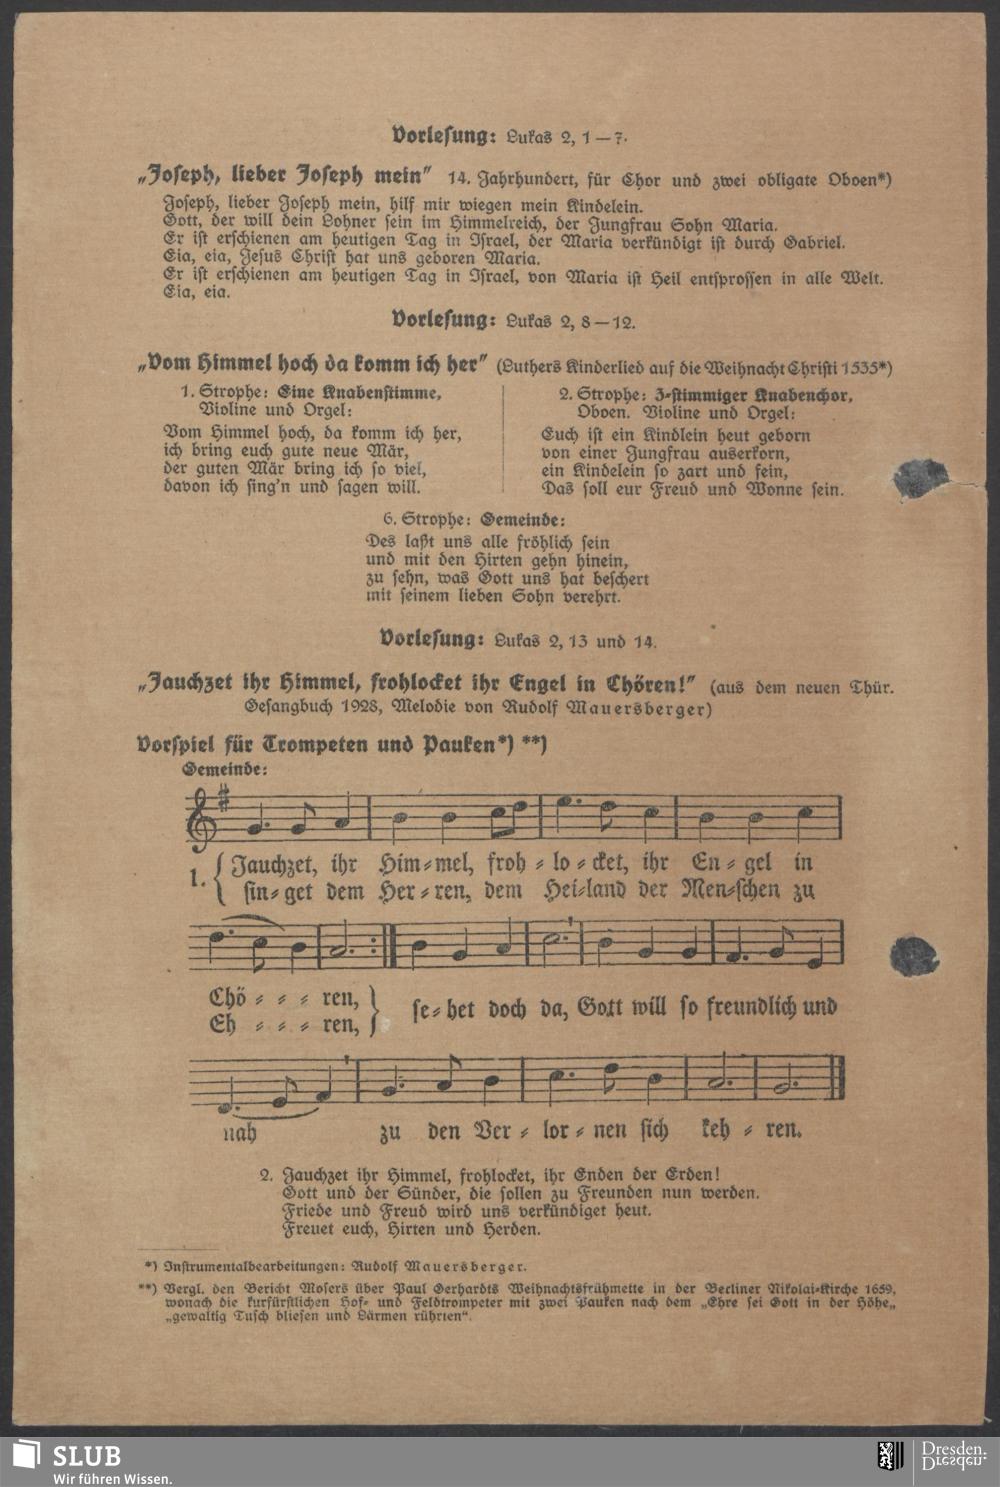 Vorlesung: Lukas 2, 1—7.
„Joseph, lieber Joseph mein“ 14. Jahrhundert, für Chor und zwei obligate Oboen*)
Joseph, lieber Joseph mein, hilf mir wiegen mein Kindelein.
Gott, der will dein Lohner sein im Himmelreich, der Jungfrau Sohn Maria.
Er ist erschienen am heutigen Tag in Israel, der Maria verkündigt ist durch Gabriel.
Eia, eia, Jesus Christ hat uns geboren Maria.
Er ist erschienen am heutigen Tag in Israel, von Maria ist Heil entsprossen in alle Welt.
Eia, eia.
Vorlesung: Lukas 2, 8—12.
„Vom Himmel hoch da komm ich her“ (Luthers Kinderlied auf die Weihnacht Christi 1535*)
1. Strophe: Eine Knabenstimme,
Violine und Orgel:
Vom Himmel hoch, da komm ich her,
ich bring euch gute neue Mär,
der guten Mär bring ich so viel,
davon ich sing'n und sagen will.
2. Strophe: 3-stimmiger Knabenchor,
Oboen. Violine und Orgel:
Euch ist ein Kindlein heut geborn
von einer Jungfrau auserkorn,
ein Kindelein so zart und fein,
Das soll eur Freud und Wonne sein.
6. Strophe: Gemeinde:
Des laßt uns alle fröhlich sein
und mit den Hirten gehn hinein,
zu sehn, was Gott uns hat beschert
mit seinem lieben Sohn verehrt.
Vorlesung: Lukas 2, 13 und 14.
„Jauchzet ihr Himmel, frohlocket ihr Engel in Chören!“ (aus dem neuen Thür.
Gesangbuch 1928, Melodie von Rudolf Mauersberger)
Vorspiel für Trompeten und Pauken*) **)
Gemeinde:
1. Jauchzet, ihr Him-mel, froh-lo-cket, ihr En-gel in
sin-get dem Her-ren, dem Hei-land der Men-schen zu
Chö - - - ren, se-het doch da, Gott will so freundlich und
Eh - - - ren,
nah zu den Ver-lor-nen sich keh-ren.
2. Jauchzet ihr Himmel, frohlocket, ihr Enden der Erden!
Gott und der Sünder, die sollen zu Freunden nun werden.
Friede und Freud wird uns verkündiget heut.
Freuet euch, Hirten und Herden.
*) Instrumentalbearbeitungen: Rudolf Mauersberger.
**) Vergl. den Bericht Mosers über Paul Gerhardts Weihnachtsfrühmette in der Berliner Nikolai-Kirche 1659,
wonach die kurfürstlichen Hof- und Feldtrompeter mit zwei Pauken nach dem „Ehre sei Gott in der Höhe„
„gewaltig Tusch bliesen und Lärmen rührten“.
SLUB
Wir führen Wissen.
Dresden.
Dresden.